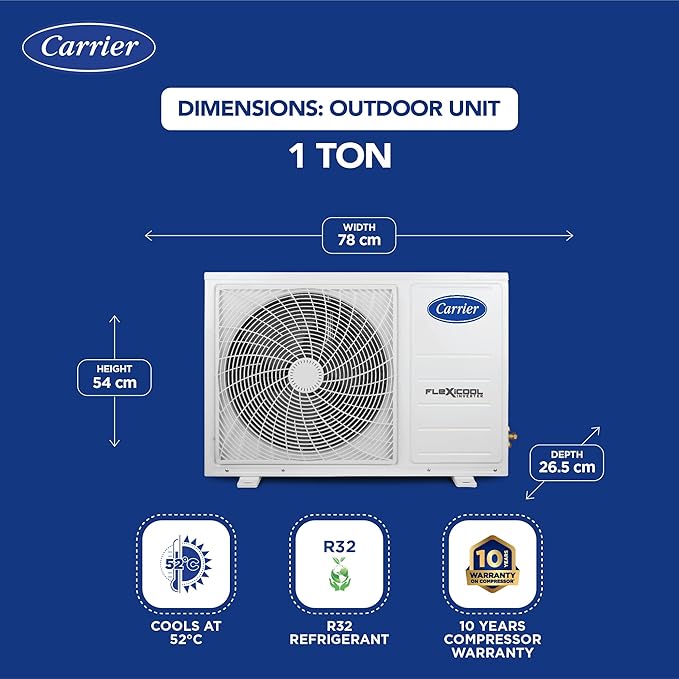 Carrier
DIMENSIONS: OUTDOOR UNIT
1 TON
WIDTH
78 cm
Carrier
HEIGHT
54 cm
FLEXICOOL
INVERTER
DEPTH
26.5 cm
52°C
R32
10 YEARS
WARRANTY
ON COMPRESSOR*
COOLS AT
52°C
R32
REFRIGERANT
10 YEARS
COMPRESSOR
WARRANTY